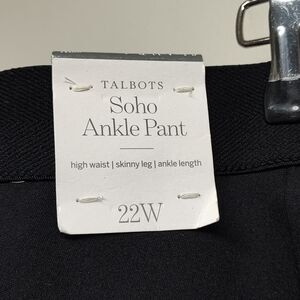 TALBOTS
Soho
Ankle Pant
high waist | skinny leg | ankle length
22W